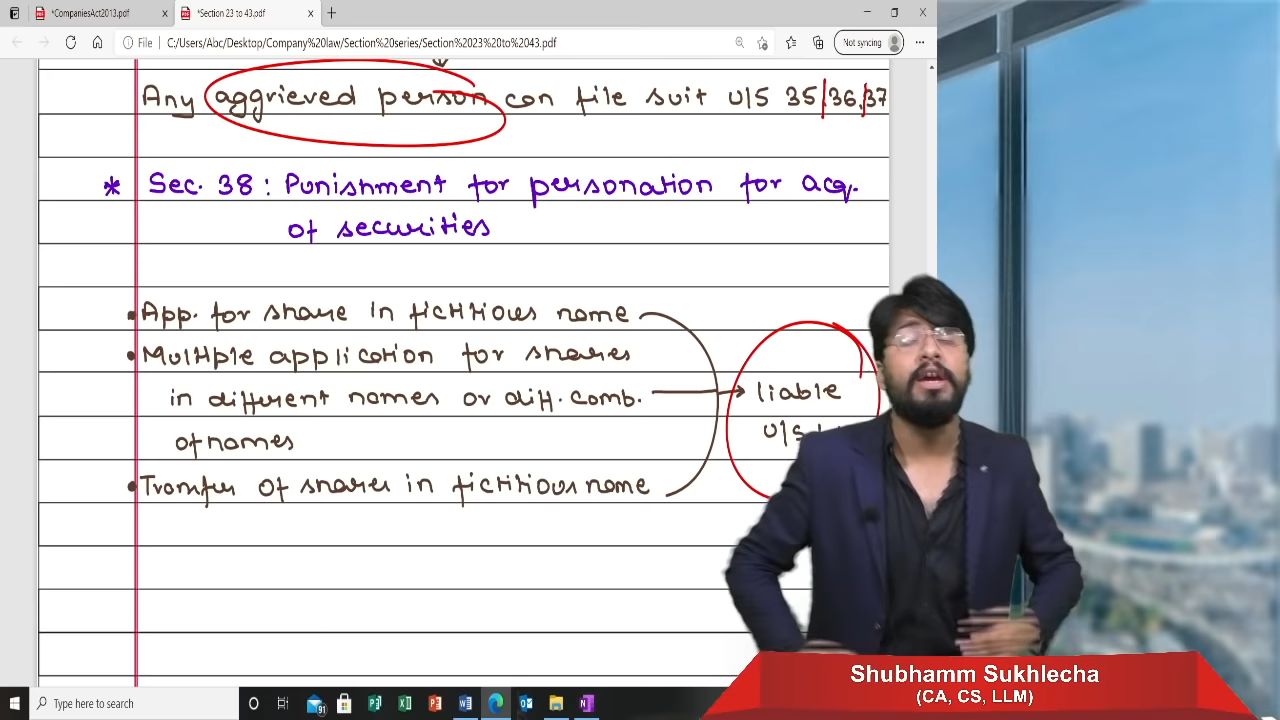 *CompaniesAct2013.pdf
*Section 23 to 43.pdf
File C:/Users/Abc/Desktop/Company%20law/Section%20series/Section%2023%20to%2043.pdf
Not syncing
Any aggrieved person can file suit U/S 35/36/37
* Sec. 38: Punishment for personation for acq.
of securities
• App. for share in fictitious name
• Multiple application for shares
in different names or diff. comb.
of names
liable
U/S
• Transfer of shares in fictitious name
Shubhamm Sukhlecha
(CA, CS, LLM)
Type here to search
91